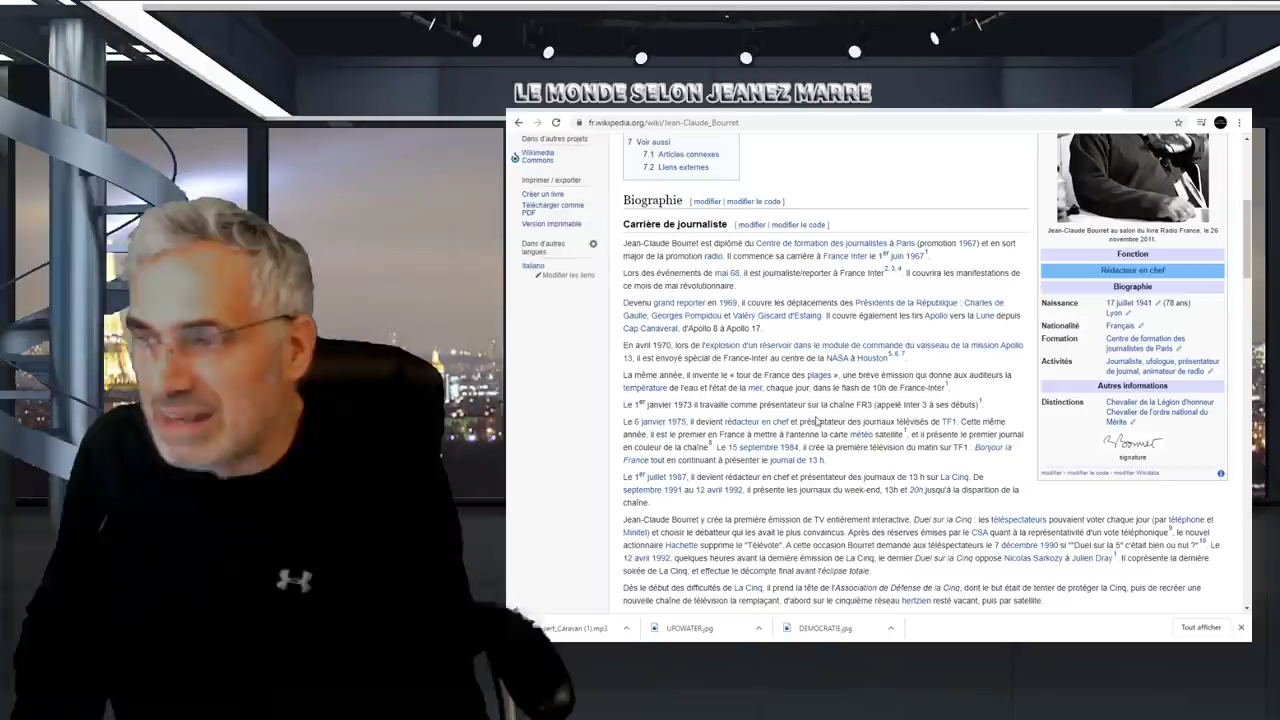 LE MONDE SELON JEANEZ MARRE
fr.wikipedia.org/wiki/Jean-Claude_Bourret
Dans d'autres projets
Wikimedia
Commons
Imprimer / exporter
Créer un livre
Télécharger comme
PDF
Version imprimable
Dans d'autres
langues
Italiano
Modifier les liens
7 Voir aussi
7.1 Articles connexes
7.2 Liens externes
Biographie [ modifier | modifier le code ]
Carrière de journaliste [ modifier | modifier le code ]
Jean-Claude Bourret est diplômé du Centre de formation des journalistes à Paris (promotion 1967) et en sort
major de la promotion radio. Il commence sa carrière à France Inter le 1er juin 1967 1.
Lors des événements de mai 68, il est journaliste/reporter à France Inter 2, 3, 4. Il couvrira les manifestations de
ce mois de mai révolutionnaire.
Devenu grand reporter en 1969, il couvre les déplacements des Présidents de la République : Charles de
Gaulle, Georges Pompidou et Valéry Giscard d'Estaing. Il couvre également les tirs Apollo vers la Lune depuis
Cap Canaveral, d'Apollo 8 à Apollo 17.
En avril 1970, lors de l'explosion d'un réservoir dans le module de commande du vaisseau de la mission Apollo
13, il est envoyé spécial de France-Inter au centre de la NASA à Houston 5, 6, 7.
La même année, il invente le « tour de France des plages », une brève émission qui donne aux auditeurs la
température de l'eau et l'état de la mer, chaque jour, dans le flash de 10h de France-Inter 1.
Le 1er janvier 1973 il travaille comme présentateur sur la chaîne FR3 (appelé Inter 3 à ses débuts) 1.
Le 6 janvier 1975, il devient rédacteur en chef et présentateur des journaux télévisés de TF1. Cette même
année, il est le premier en France à mettre à l'antenne la carte météo satellite 1, et il présente le premier journal
en couleur de la chaîne 8. Le 15 septembre 1984, il crée la première télévision du matin sur TF1 : Bonjour la
France tout en continuant à présenter le journal de 13 h.
Le 1er juillet 1987, il devient rédacteur en chef et présentateur des journaux de 13 h sur La Cinq. De
septembre 1991 au 12 avril 1992, il présente les journaux du week-end, 13h et 20h,jusqu'à la disparition de la
chaîne.
Jean-Claude Bourret y crée la première émission de TV entièrement interactive, Duel sur la Cinq : les téléspectateurs pouvaient voter chaque jour (par téléphone et
Minitel) et choisir le débatteur qui les avait le plus convaincus. Après des réserves émises par le CSA quant à la représentativité d'un vote téléphonique 9, le nouvel
actionnaire Hachette supprime le "Télévote". A cette occasion Bourret demande aux téléspectateurs le 7 décembre 1990 si ""Duel sur la 5" c'était bien ou nul ?" 10. Le
12 avril 1992, quelques heures avant la dernière émission de La Cinq, le dernier Duel sur la Cinq oppose Nicolas Sarkozy à Julien Dray 1. Il coprésente la dernière
soirée de La Cinq, et effectue le décompte final avant l'éclipse totale.
Dès le début des difficultés de La Cinq, il prend la tête de l'Association de Défense de la Cinq, dont le but était de tenter de protéger la Cinq, puis de recréer une
nouvelle chaîne de télévision la remplaçant, d'abord sur le cinquième réseau hertzien resté vacant, puis par satellite.
Jean-Claude Bourret au salon du livre Radio France, le 26
novembre 2011.
Fonction
Rédacteur en chef
Biographie
Naissance 17 juillet 1941 (78 ans)
Lyon
Nationalité Français
Formation Centre de formation des
journalistes de Paris
Activités Journaliste, ufologue, présentateur
de journal, animateur de radio
Autres informations
Distinctions Chevalier de la Légion d'honneur
Chevalier de l'ordre national du
Mérite
signature
modifier - modifier le code - modifier Wikidata
ert_Caravan (1).mp3
UFOWATER.jpg
DEMOCRATIE.jpg
Tout afficher